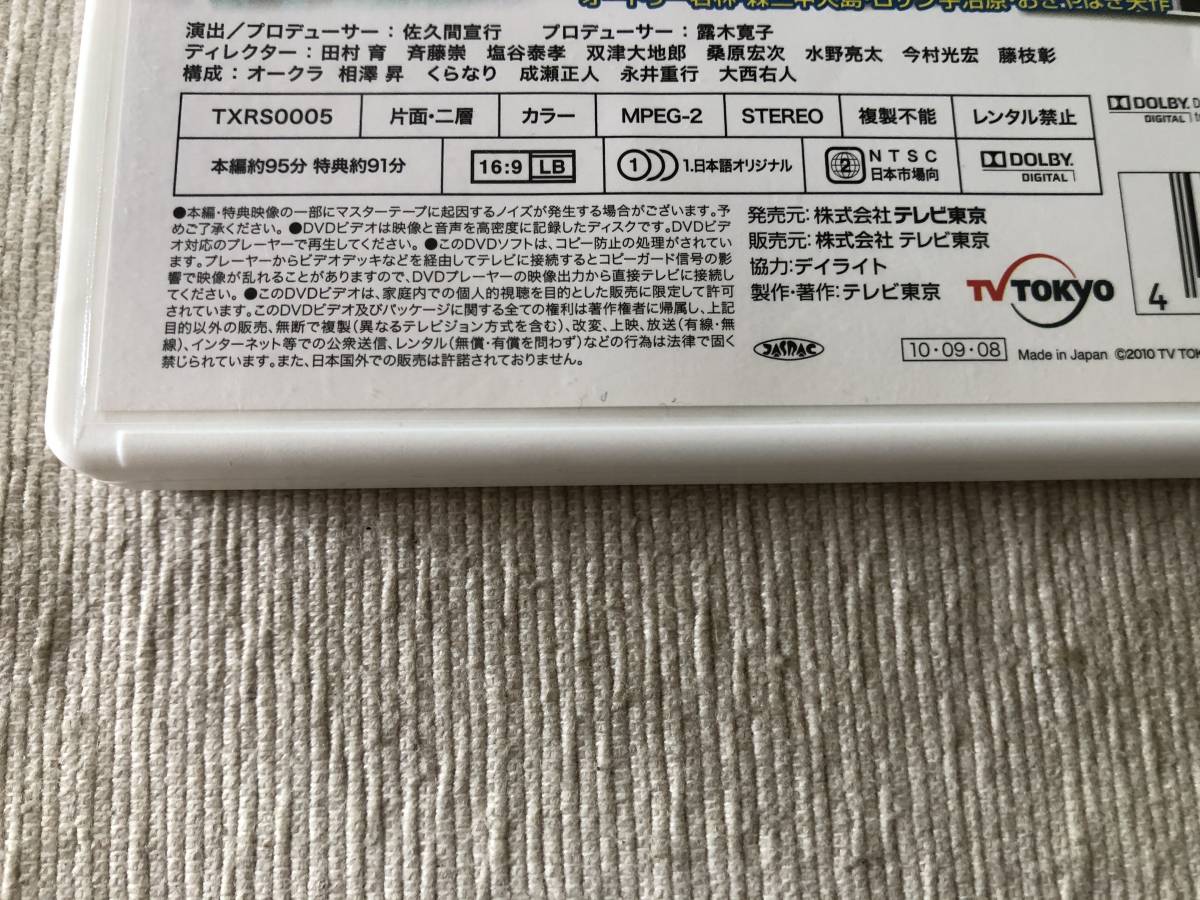 演出/プロデューサー:佐久間宣行 プロデューサー:露木寛子
ディレクター:田村 育 斉藤崇 塩谷泰孝 双津大地郎 桑原宏次 水野亮太 今村光宏 藤枝彰
構成:オークラ 相澤 昇 くらなり 成瀬正人 永井重行 大西右人
TXRS0005 片面・二層 カラー MPEG-2 STEREO 複製不能 レンタル禁止
本編約95分 特典約91分 16:9 LB 1 1.日本語オリジナル 2 NTSC 日本市場向 DOLBY DIGITAL
DOLBY DIGITAL
●本編・特典映像の一部にマスターテープに起因するノイズが発生する場合がございます。予
めご了承ください。●DVDビデオは映像と音声を高密度に記録したディスクです。DVDビデ
オ対応のプレーヤーで再生してください。●このDVDソフトは、コピー防止の処理がされてい
ます。プレーヤーからビデオデッキなどを経由してテレビに接続するとコピーガード信号の影
響で映像が乱れることがありますので、DVDプレーヤーの映像出力から直接テレビに接続し
てください。●このDVDビデオは、家庭内での個人的視聴を目的とした販売に限定して許可
されています。このDVDビデオ及びパッケージに関する全ての権利は著作権者に帰属し、上記
目的以外の販売、無断で複製(異なるテレビジョン方式を含む)、改変、上映、放送(有線・無
線)、インターネット等での公衆送信、レンタル(無償・有償を問わず)などの行為は法律で固く
禁じられています。また、日本国外での販売は許諾されておりません。
発売元:株式会社テレビ東京
販売元:株式会社 テレビ東京
協力:デイライト
製作・著作:テレビ東京
TV TOKYO
JASRAC
10・09・08 Made in Japan ©2010 TV TOK
4